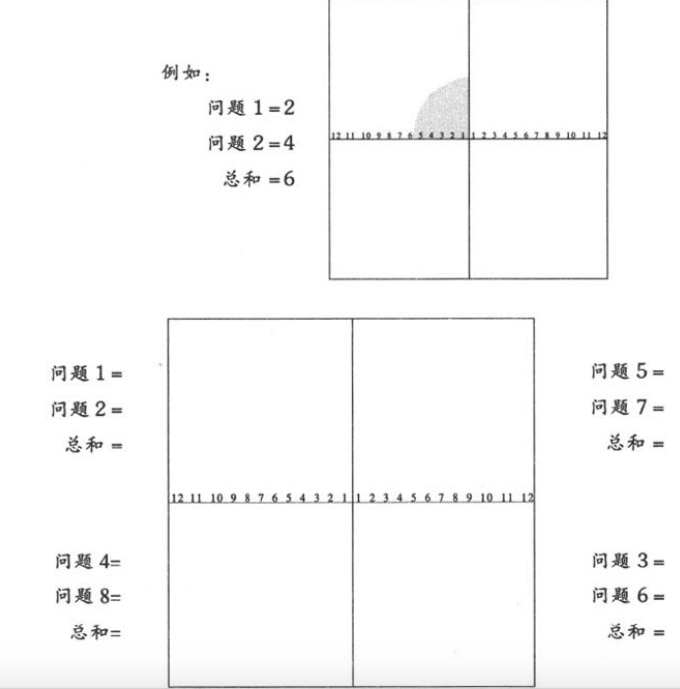 例如：
问题 1=2
问题 2=4
总和 =6
12 11 10 9 8 7 6 5 4 3 2 1 1 2 3 4 5 6 7 8 9 10 11 12
问题 1=
问题 2=
总和 =
问题 5=
问题 7=
总和 =
12 11 10 9 8 7 6 5 4 3 2 1 1 2 3 4 5 6 7 8 9 10 11 12
问题 4=
问题 8=
总和=
问题 3=
问题 6=
总和 =